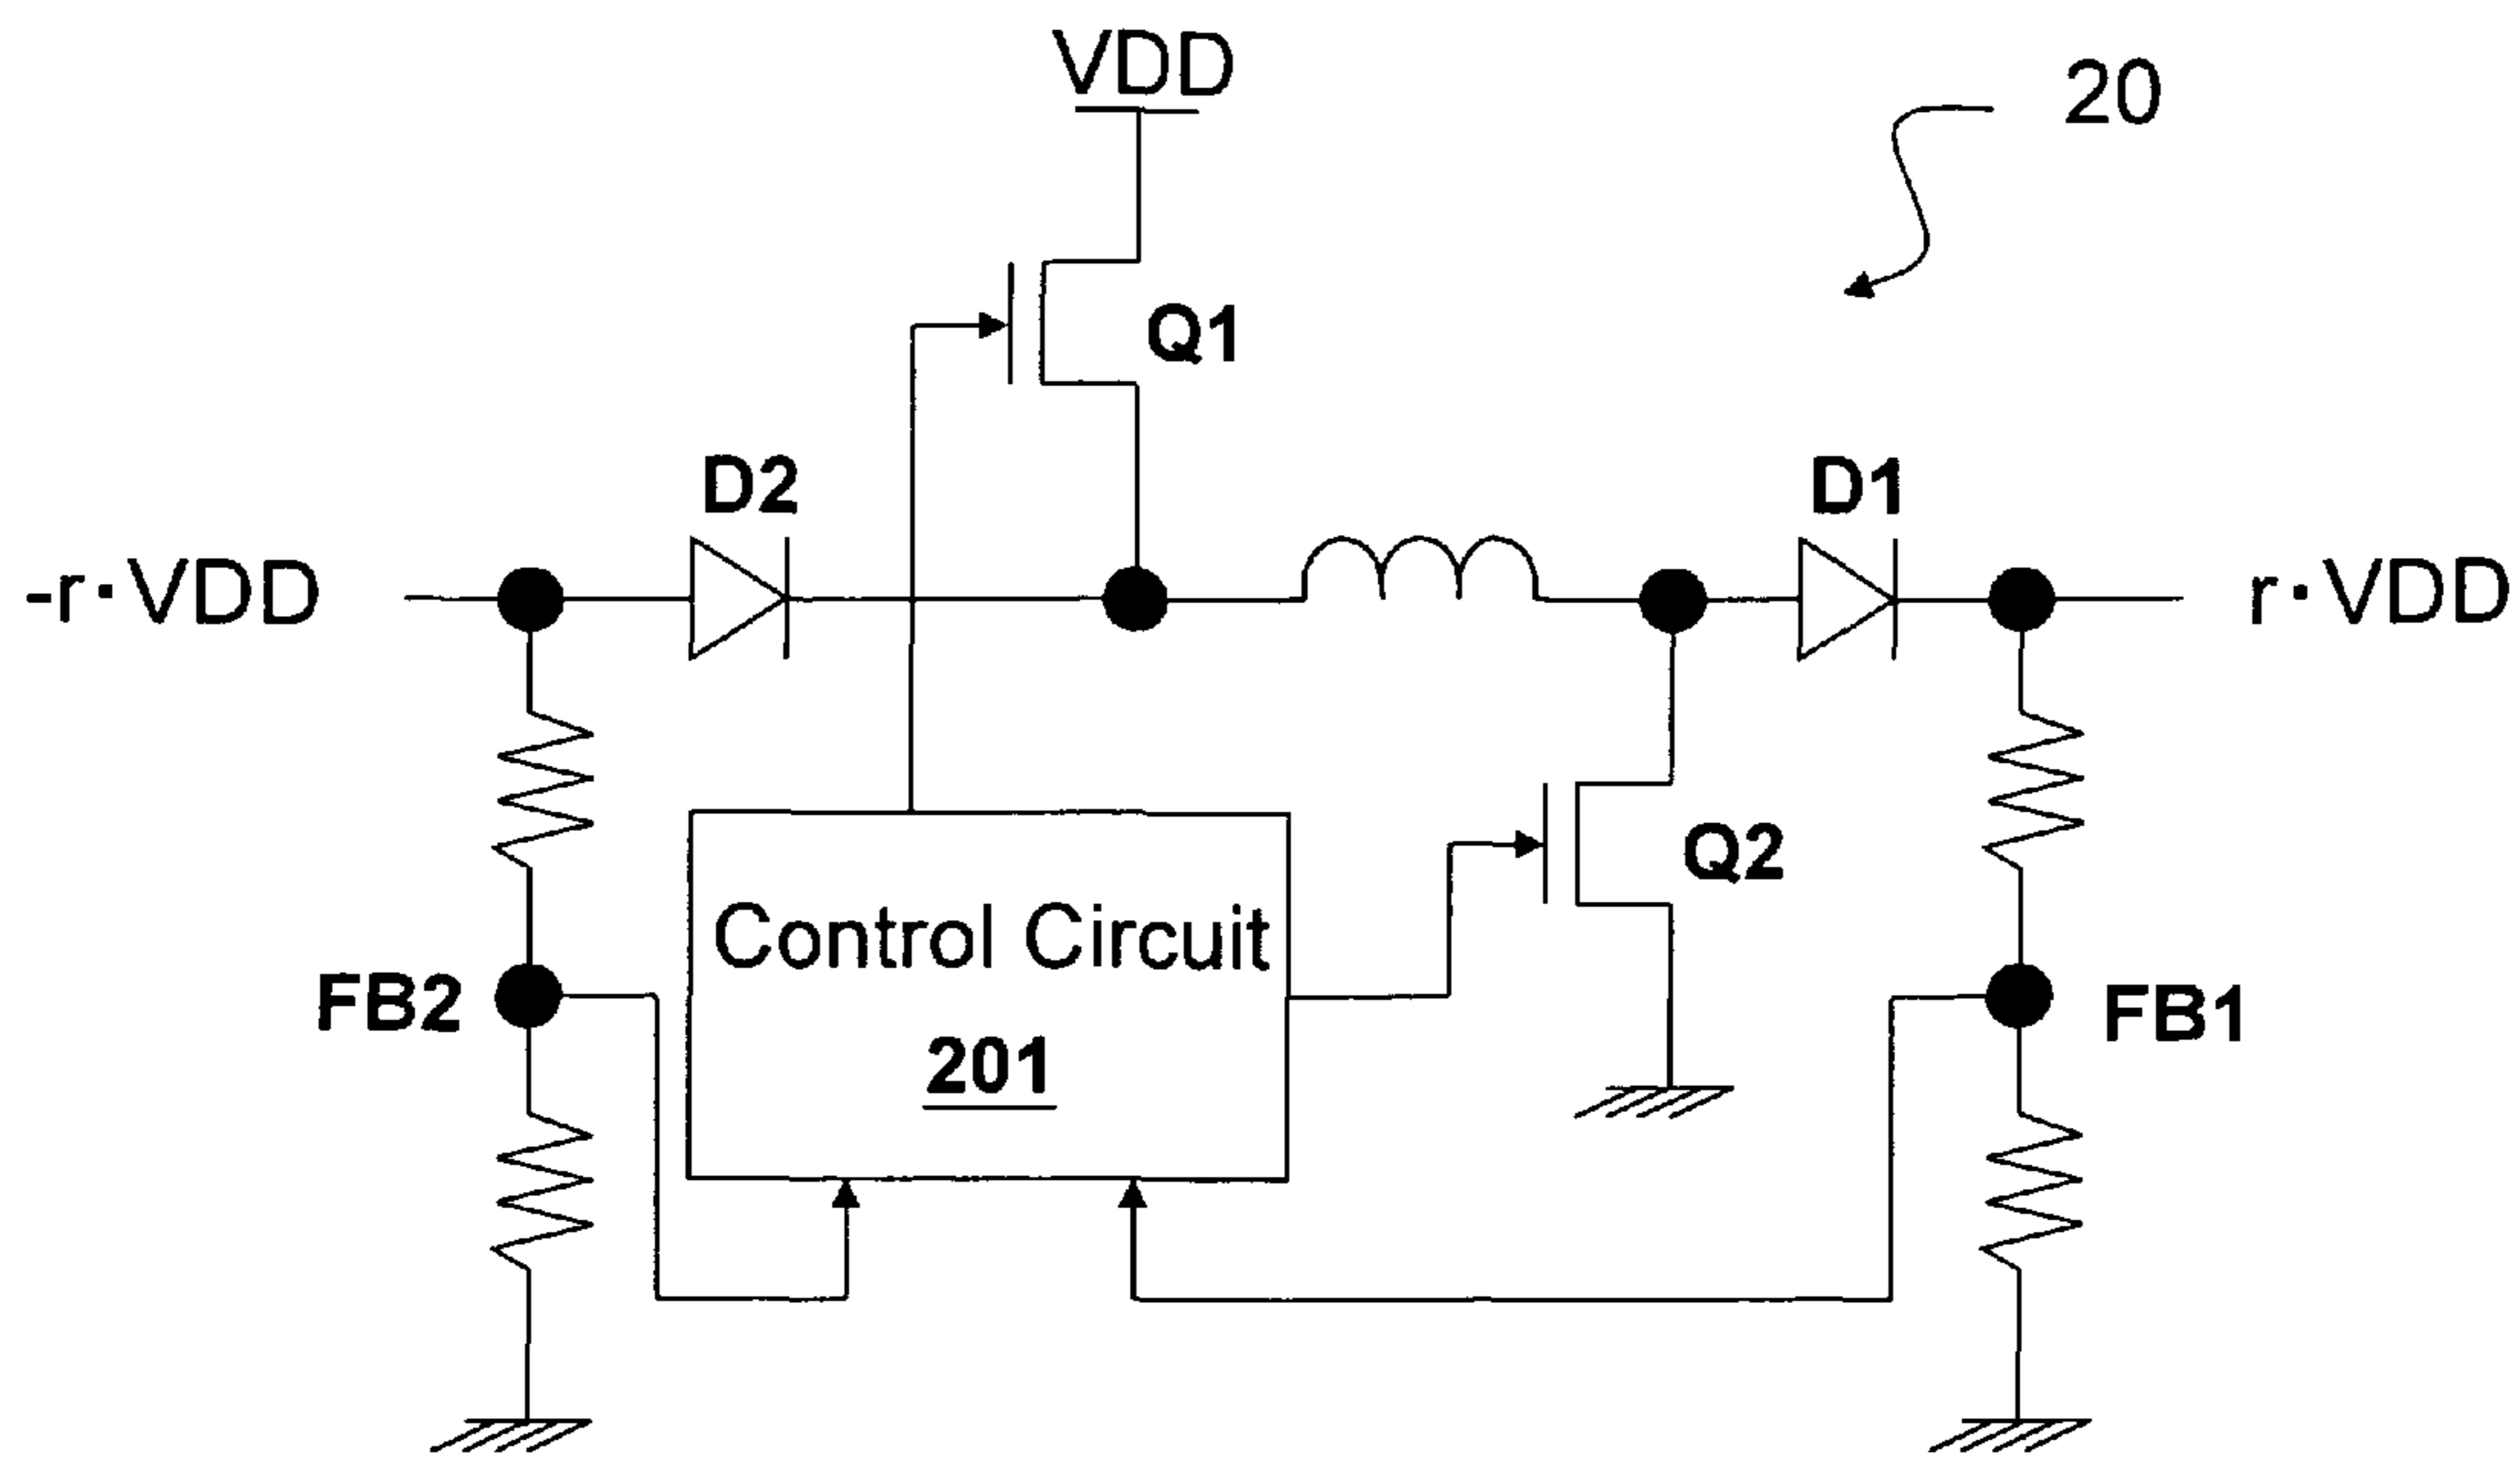 VDD
20
Q1
D2
D1
-r·VDD
r·VDD
Q2
Control Circuit
201
FB2
FB1